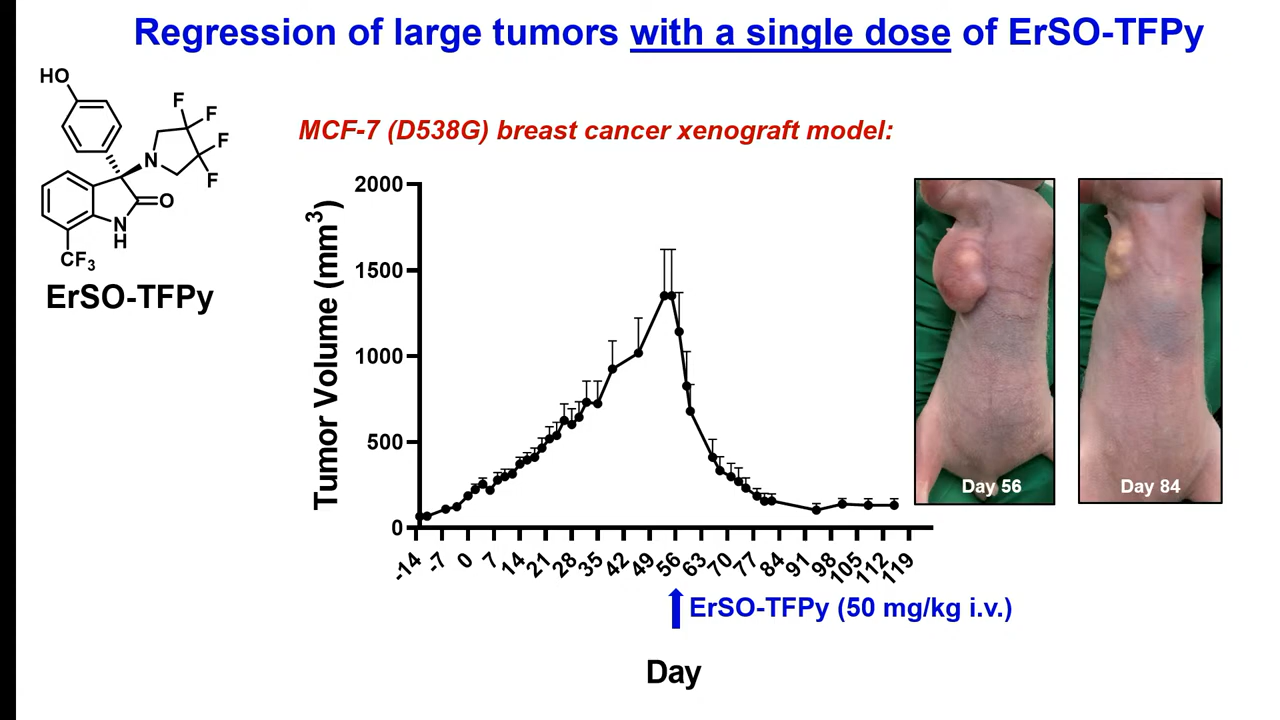 Regression of large tumors with a single dose of ErSO-TFPy
HO
F
F
F
F
N
O
N
H
CF3
ErSO-TFPy
MCF-7 (D538G) breast cancer xenograft model:
Tumor Volume (mm³)
2000
1500
1000
500
0
-14 -7 0 7 14 21 28 35 42 49 56 63 70 77 84 91 98 105 112 119
ErSO-TFPy (50 mg/kg i.v.)
Day
Day 56
Day 84